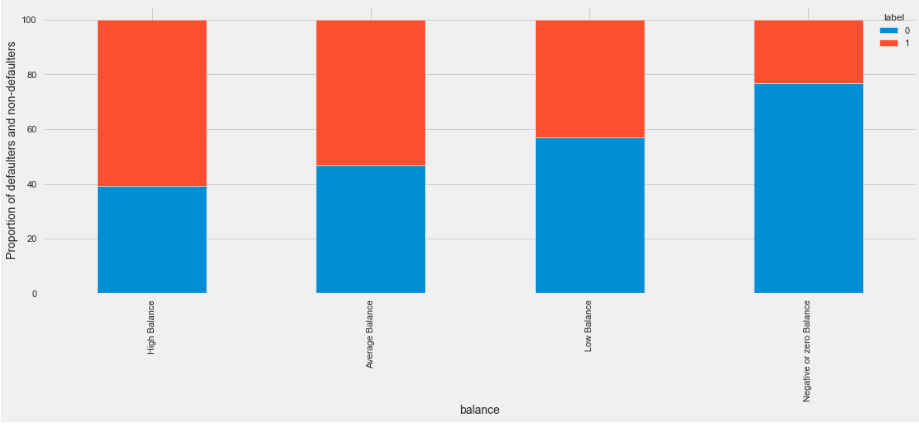 Proportion of defaulters and non-defaulters
100
80
60
40
20
0
label
0
1
High Balance
Average Balance
Low Balance
Negative or zero Balance
balance